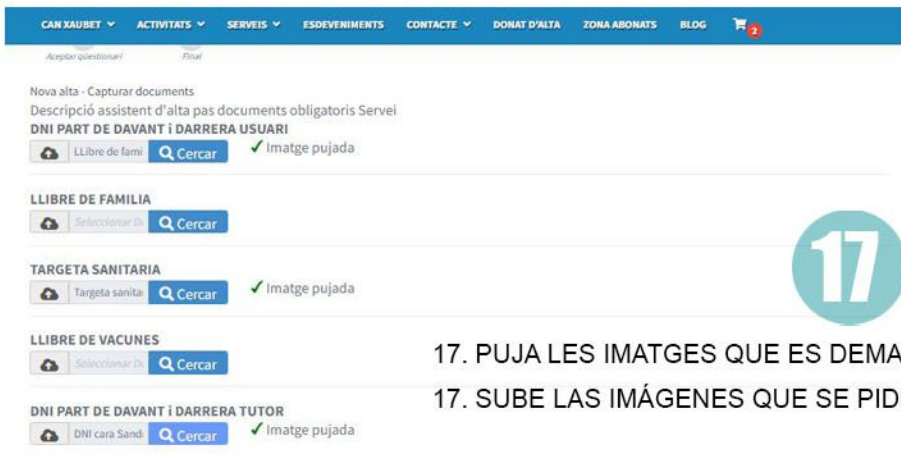 CAN XAUBET ACTIVITATS SERVEIS ESDEVENIMENTS CONTACTE DONAT D'ALTA ZONA ABONATS BLOG 2
Aceptar qüestionari Final
Nova alta - Capturar documents
Descripció assistent d'alta pas documents obligatoris Servei
DNI PART DE DAVANT i DARRERA USUARI
LLibre de fami Cercar Imatge pujada
LLIBRE DE FAMILIA
Seleccionar Cercar
TARGETA SANITARIA
Targeta sanita Cercar Imatge pujada
17
LLIBRE DE VACUNES
Seleccionar Cercar
17. PUJA LES IMATGES QUE ES DEMA
17. SUBE LAS IMÁGENES QUE SE PID
DNI PART DE DAVANT i DARRERA TUTOR
DNI cara Sand Cercar Imatge pujada